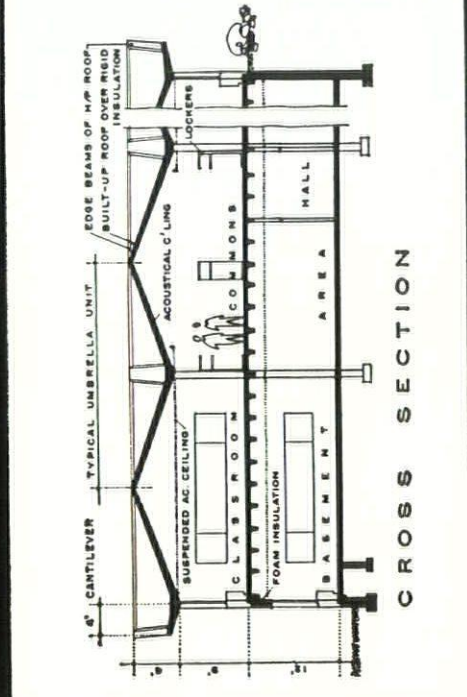 EDGE BEAMS OF H/P ROOF
BUILT-UP ROOF OVER RIGID
INSULATION
TYPICAL UMBRELLA UNIT
4' CANTILEVER
ACOUSTICAL C'LING
LOCKERS
SUSPENDED AC. CEILING
CLASSROOM
COMMONS
FOAM INSULATION
BASEMENT
AREA
HALL
CROSS SECTION